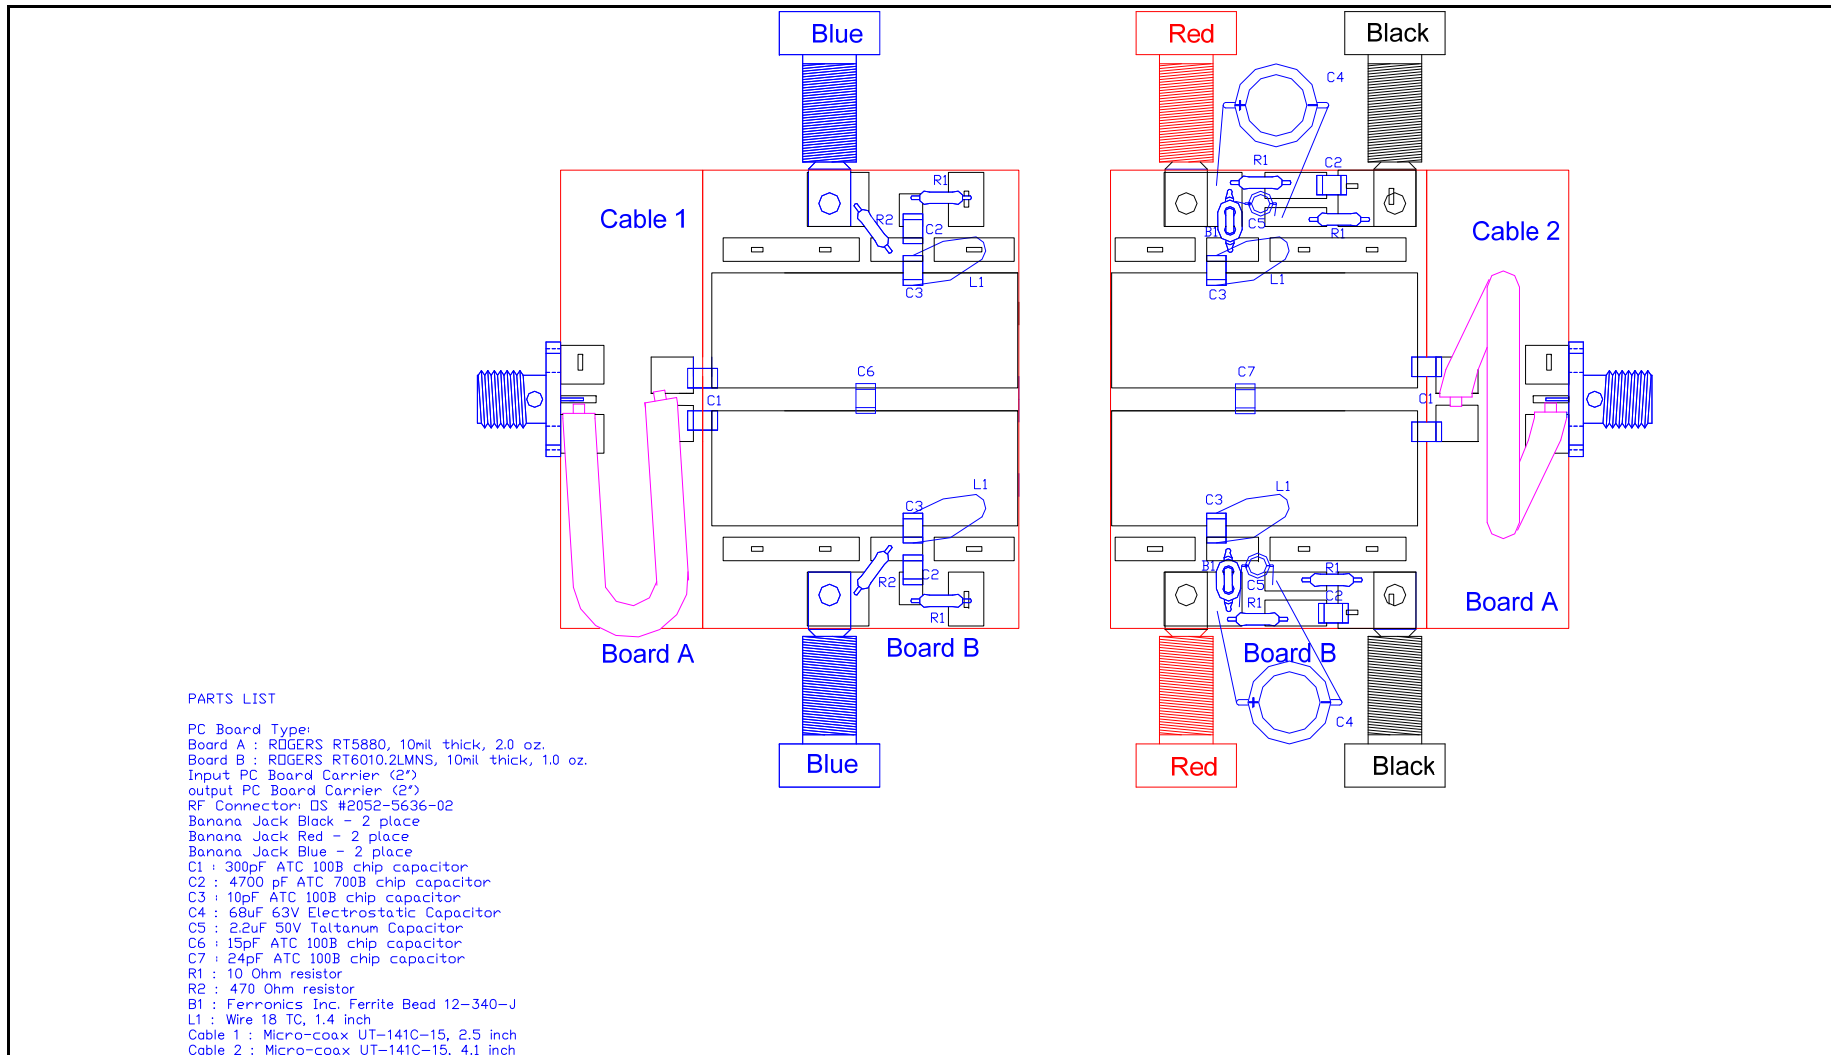 Blue
Red
Black
C4
R1
R1
C2
Cable 1
R2
C2
C5
B1
R1
Cable 2
L1
C3
L1
C3
C6
C7
C1
C1
L1
C3
L1
C3
R2
C2
R1
B1
C5
R1
R1
C2
Board A
Board B
Board B
Board A
C4
Blue
Red
Black
PARTS LIST
PC Board Type:
Board A : ROGERS RT5880, 10mil thick, 2.0 oz.
Board B : ROGERS RT6010.2LMNS, 10mil thick, 1.0 oz.
Input PC Board Carrier (2")
output PC Board Carrier (2")
RF Connector: OS #2052-5636-02
Banana Jack Black - 2 place
Banana Jack Red - 2 place
Banana Jack Blue - 2 place
C1 : 300pF ATC 100B chip capacitor
C2 : 4700 pF ATC 700B chip capacitor
C3 : 10pF ATC 100B chip capacitor
C4 : 68uF 63V Electrostatic Capacitor
C5 : 2.2uF 50V Taltanum Capacitor
C6 : 15pF ATC 100B chip capacitor
C7 : 24pF ATC 100B chip capacitor
R1 : 10 Ohm resistor
R2 : 470 Ohm resistor
B1 : Ferronics Inc. Ferrite Bead 12-340-J
L1 : Wire 18 TC, 1.4 inch
Cable 1 : Micro-coax UT-141C-15, 2.5 inch
Cable 2 : Micro-coax UT-141C-15, 4.1 inch